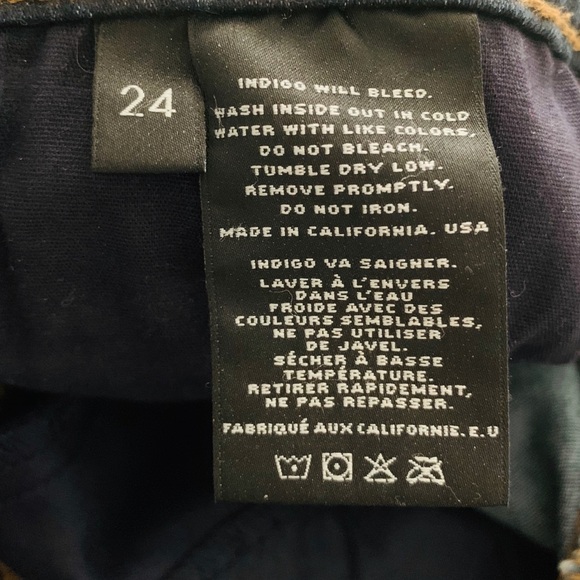 24
INDIGO WILL BLEED.
WASH INSIDE OUT IN COLD
WATER WITH LIKE COLORS.
DO NOT BLEACH.
TUMBLE DRY LOW.
REMOVE PROMPTLY.
DO NOT IRON.
MADE IN CALIFORNIA. USA
INDIGO VA SAIGNER.
LAVER À L'ENVERS
DANS L'EAU
FROIDE AVEC DES
COULEURS SEMBLABLES,
NE PAS UTILISER
DE JAVEL.
SÉCHER À BASSE
TEMPÉRATURE.
RETIRER RAPIDEMENT,
NE PAS REPASSER.
FABRIQUÉ AUX CALIFORNIE.E.U